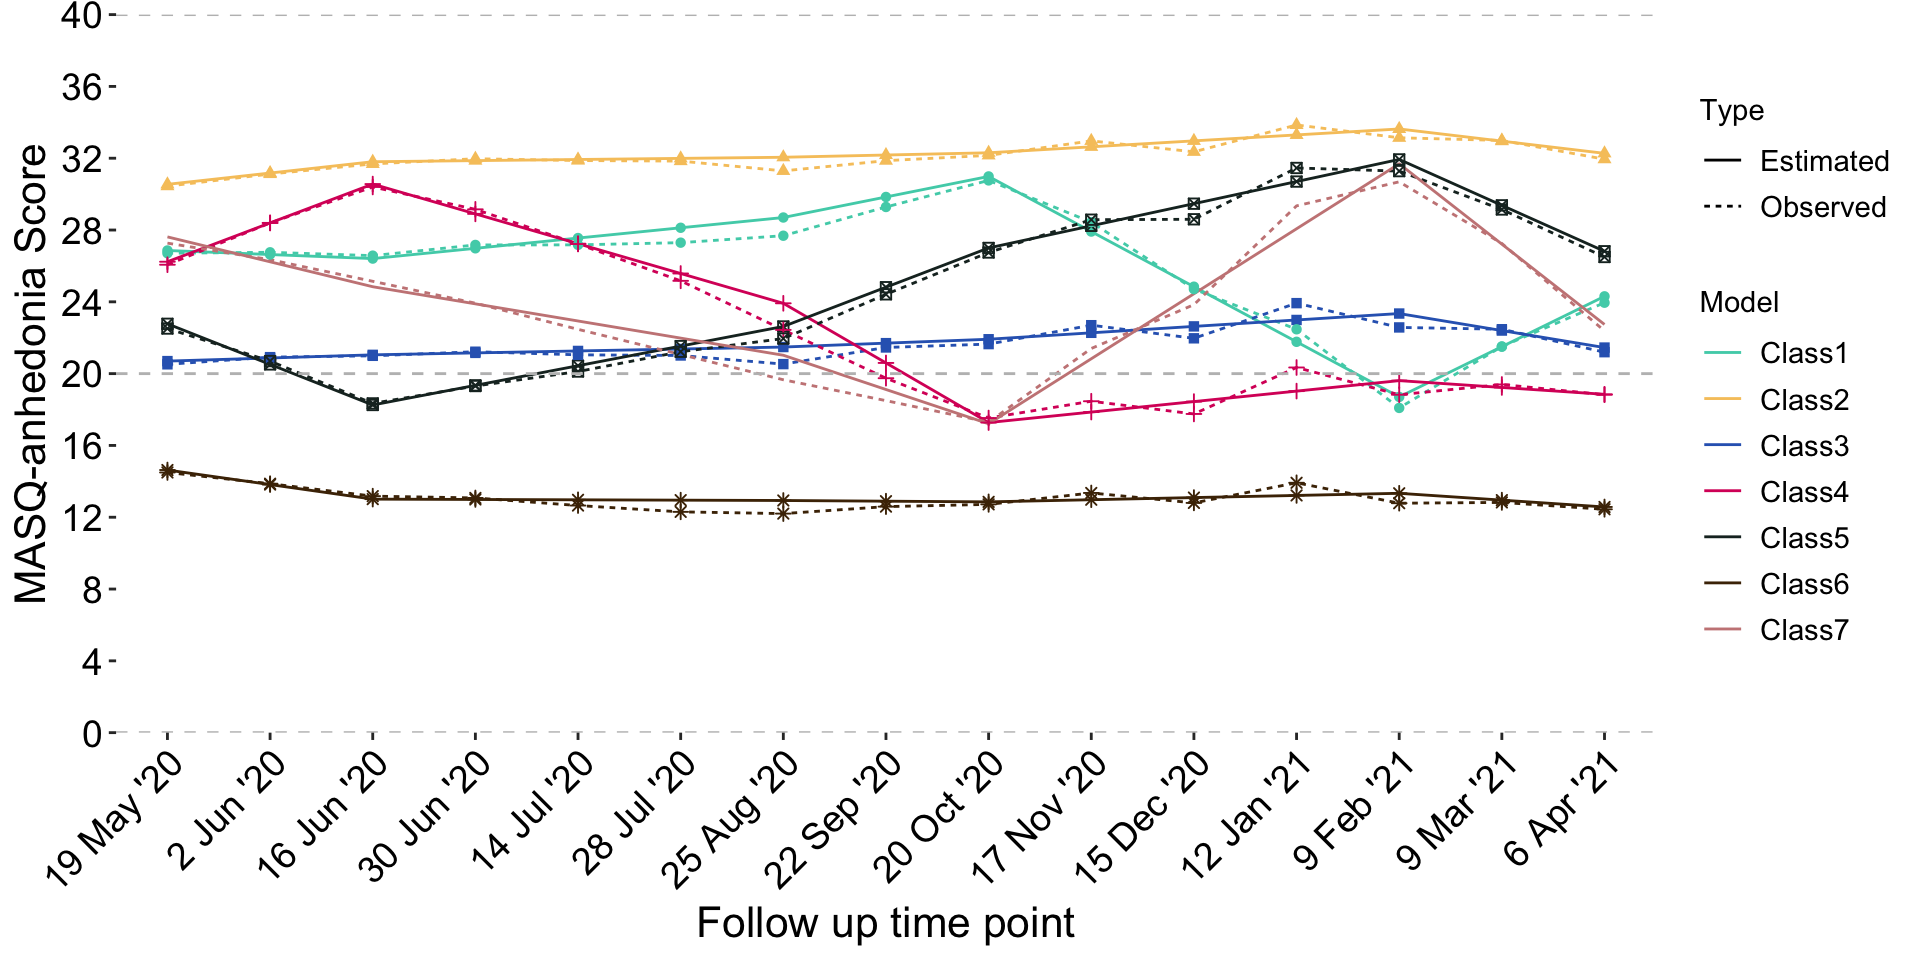 40
36
32
28
24
20
16
12
8
4
0
MASQ-anhedonia Score
19 May '20
2 Jun '20
16 Jun '20
30 Jun '20
14 Jul '20
28 Jul '20
25 Aug '20
22 Sep '20
20 Oct '20
17 Nov '20
15 Dec '20
12 Jan '21
9 Feb '21
9 Mar '21
6 Apr '21
Follow up time point
Type
Estimated
Observed
Model
Class1
Class2
Class3
Class4
Class5
Class6
Class7